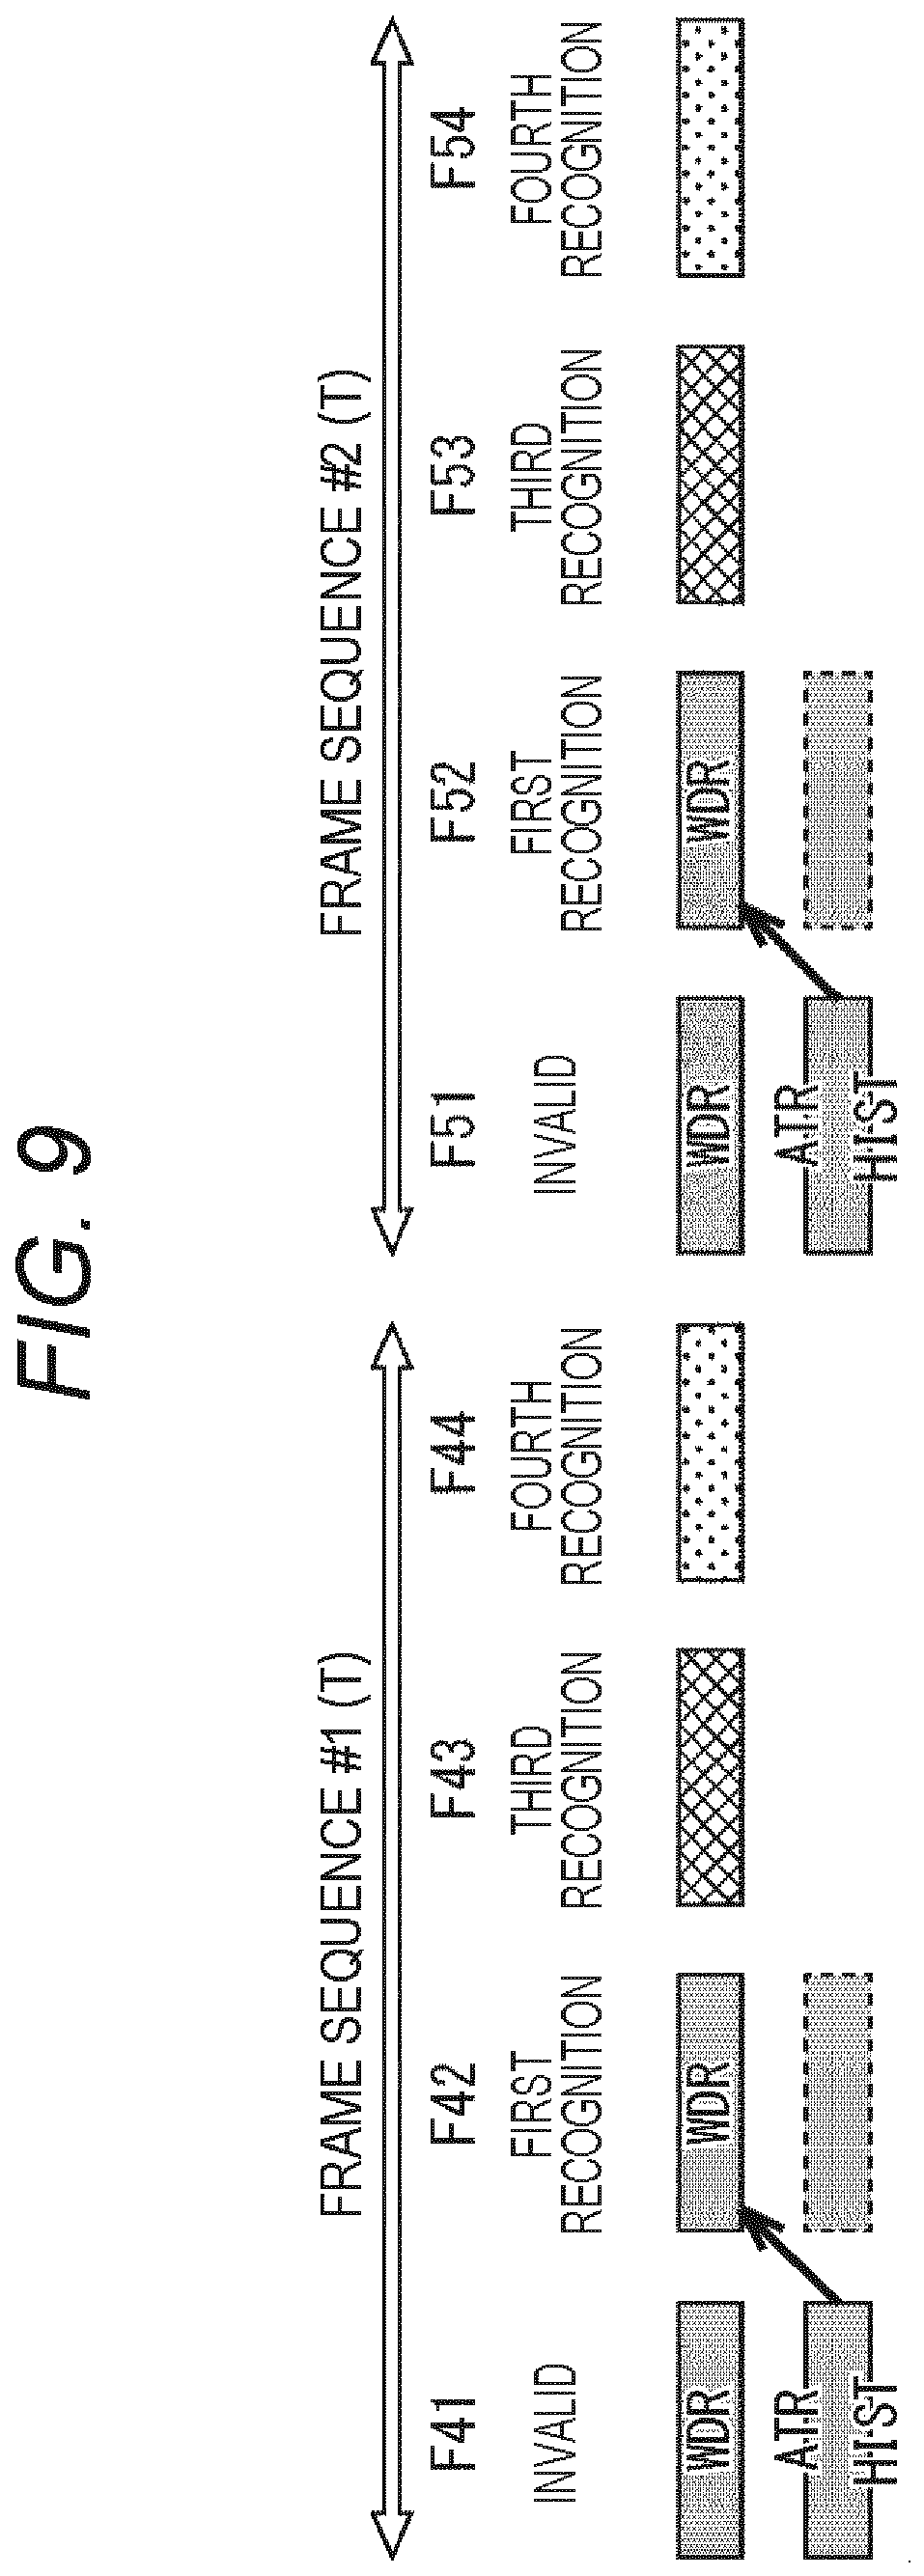 FIG. 9
FRAME SEQUENCE #1 (T)
FRAME SEQUENCE #2 (T)
F41
F42
F43
F44
F51
F52
F53
F54
INVALID
FIRST
RECOGNITION
THIRD
RECOGNITION
FOURTH
RECOGNITION
INVALID
FIRST
RECOGNITION
THIRD
RECOGNITION
FOURTH
RECOGNITION
WDR
WDR
WDR
WDR
ATR
HIST
ATR
HIST